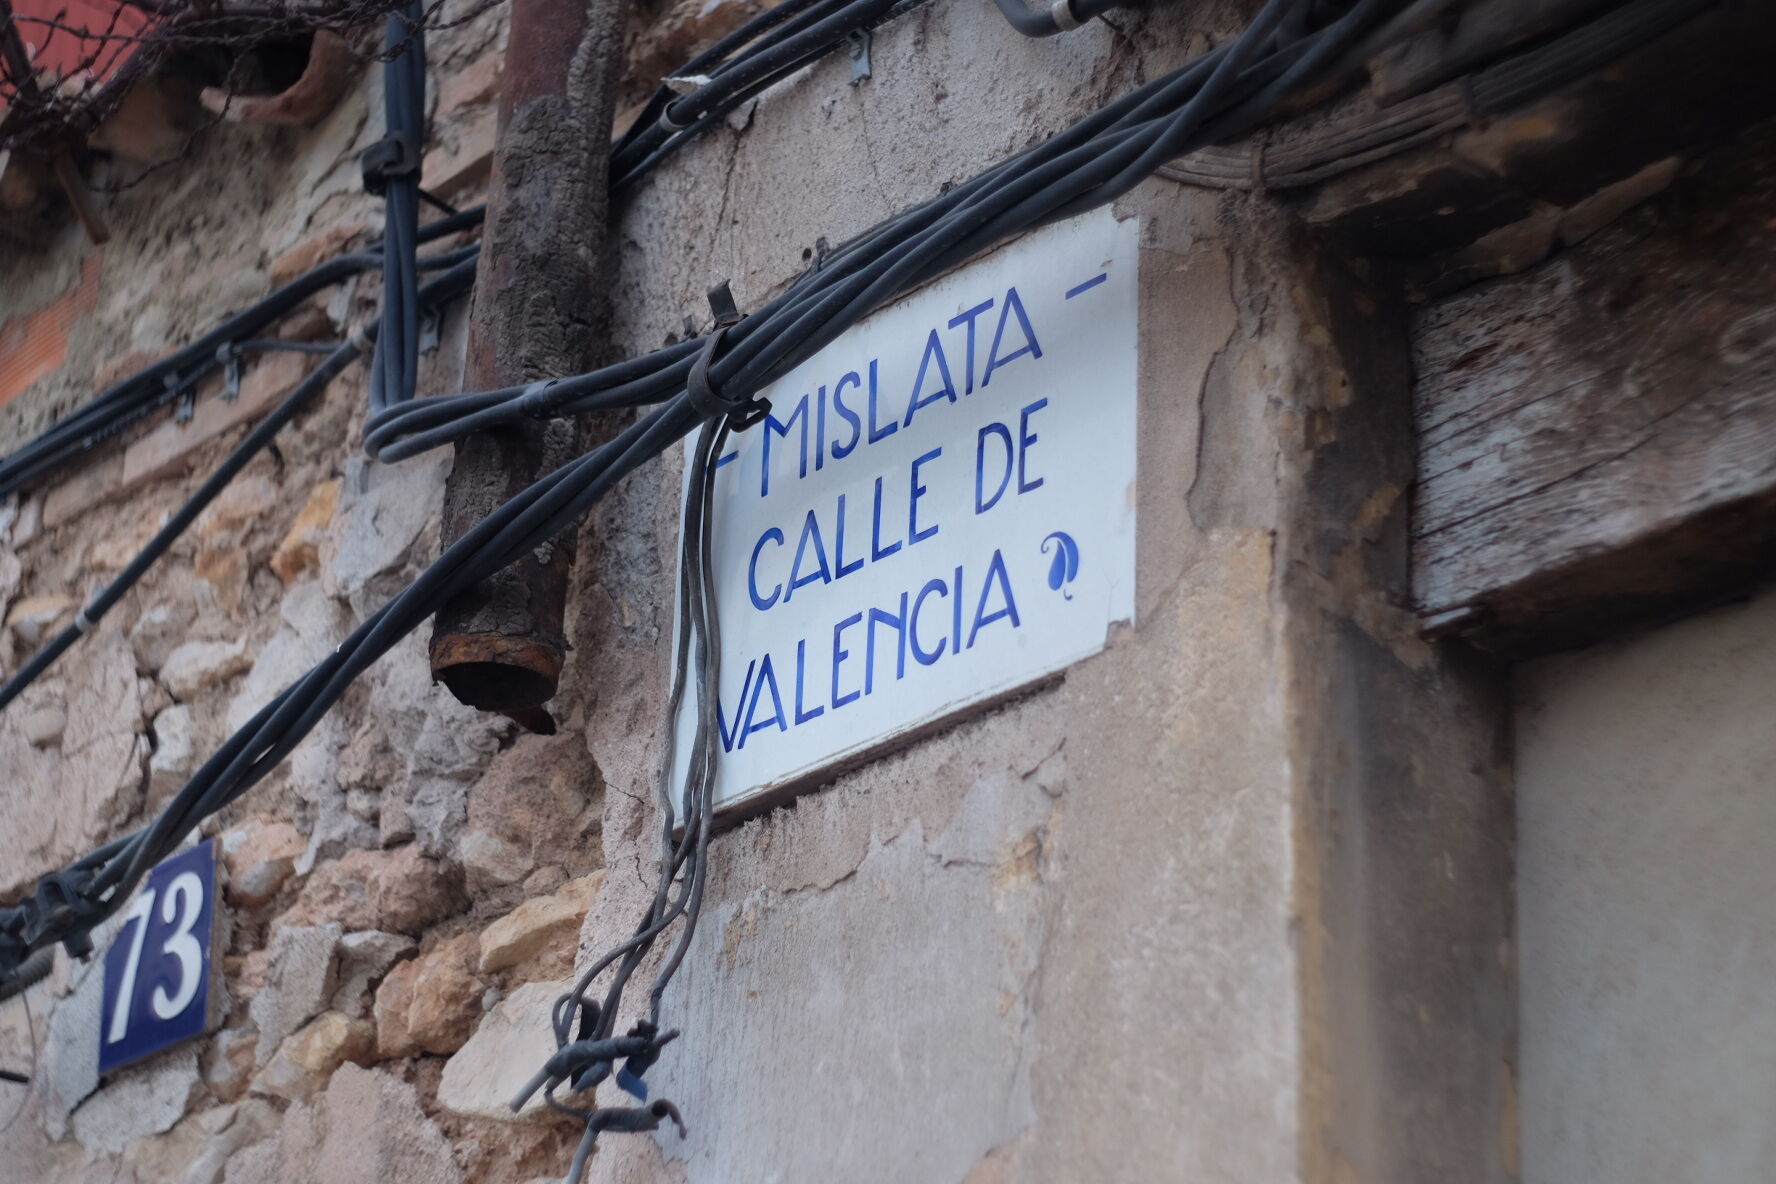 - MISLATA -
CALLE DE
VALENCIA
73